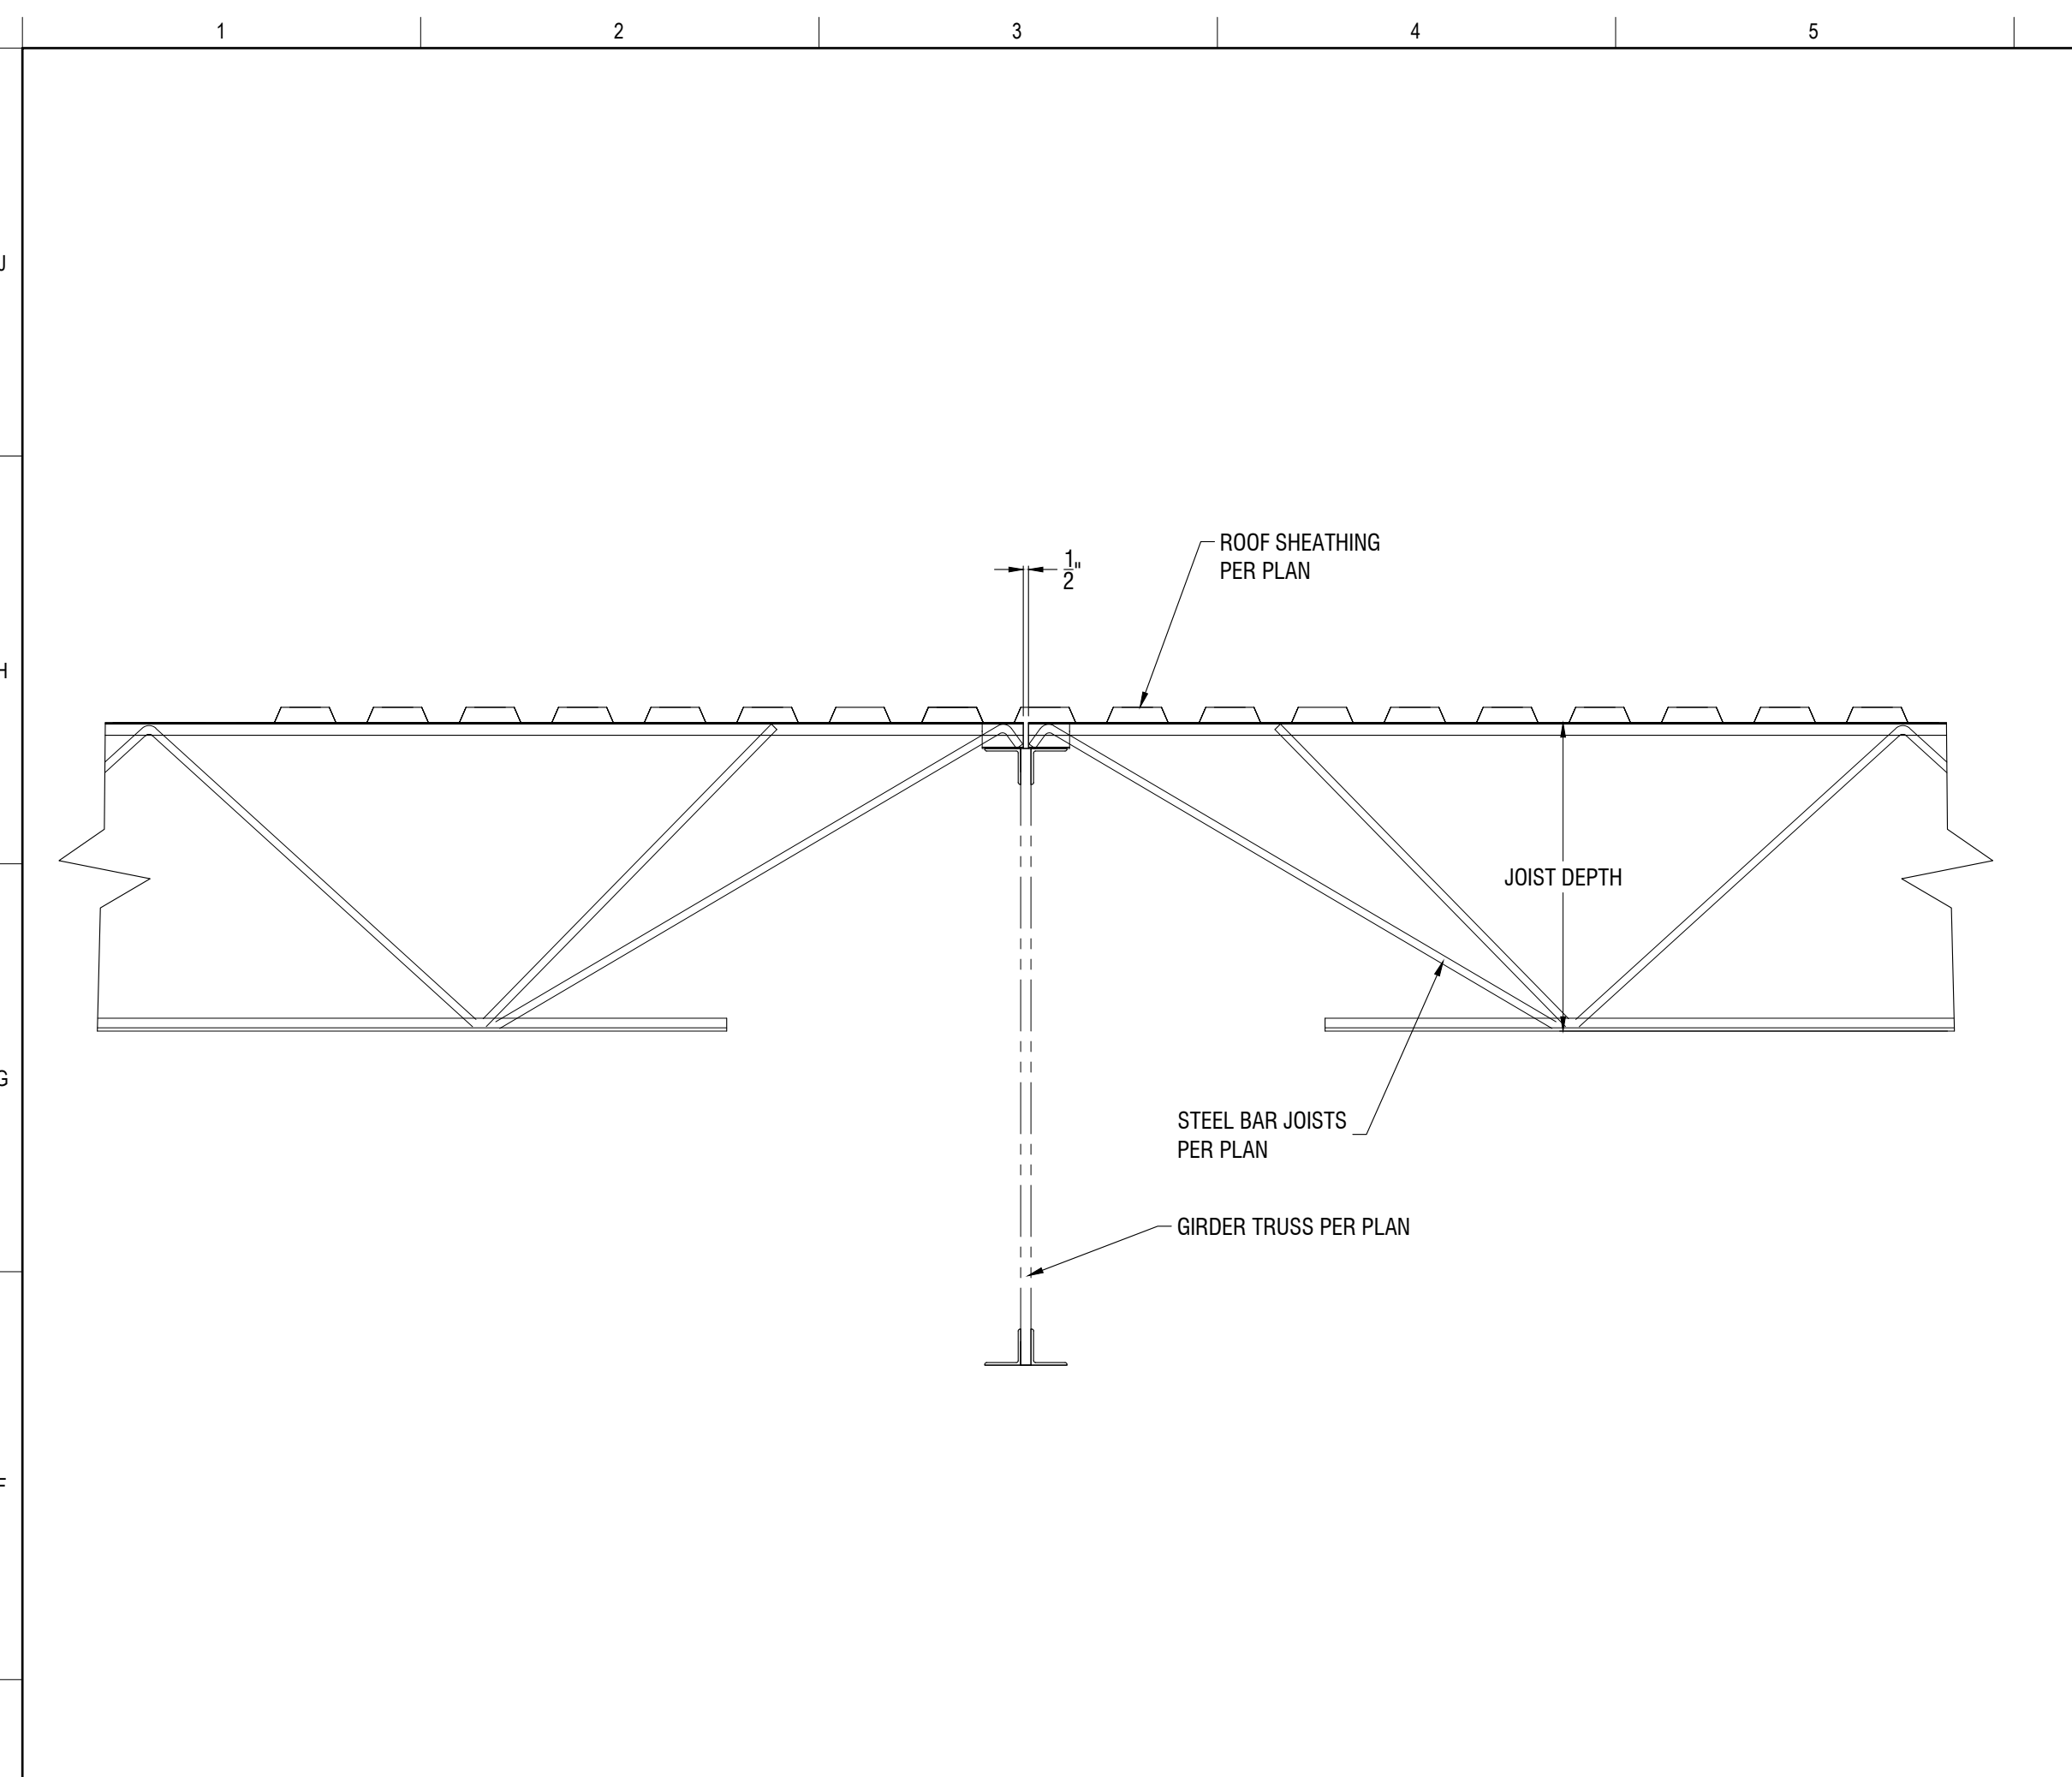 1 2 3 4 5
J
ROOF SHEATHING
PER PLAN
1/2"
H
JOIST DEPTH
G
STEEL BAR JOISTS
PER PLAN
GIRDER TRUSS PER PLAN
F